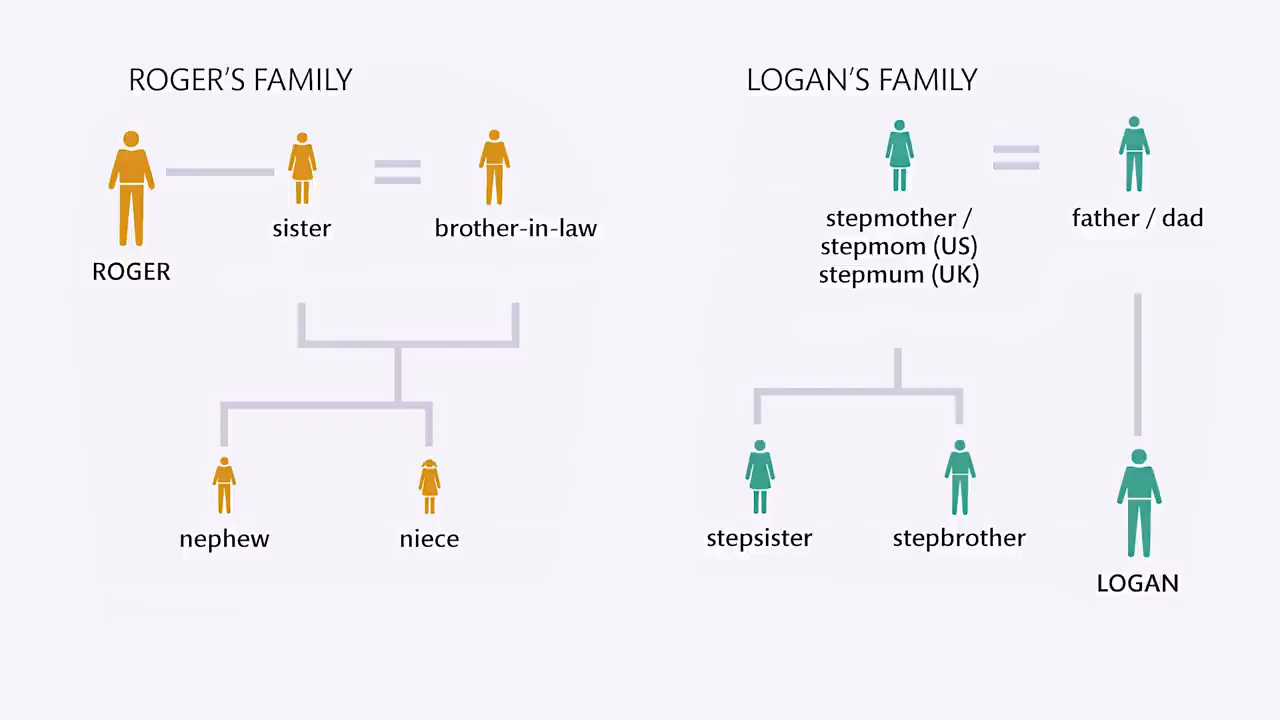 ROGER’S FAMILY
ROGER
sister
brother-in-law
nephew
niece
LOGAN’S FAMILY
stepmother /
stepmom (US)
stepmum (UK)
father / dad
stepsister
stepbrother
LOGAN